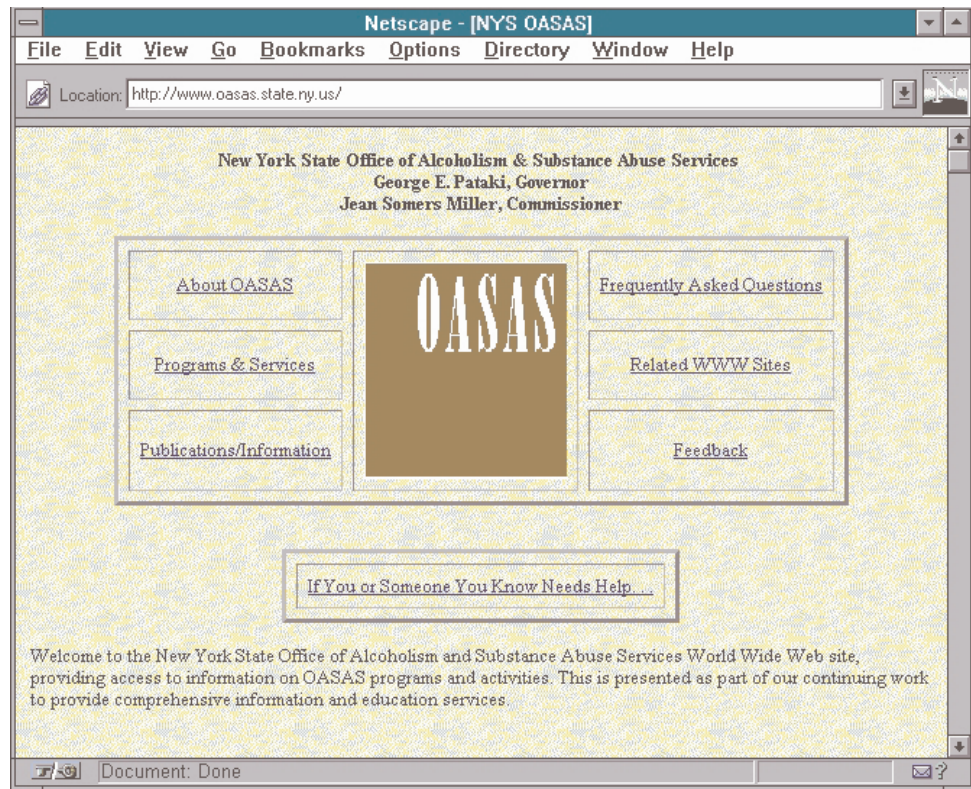 Netscape - [NYS OASAS]
File Edit View Go Bookmarks Options Directory Window Help
Location: http://www.oasas.state.ny.us/
N
New York State Office of Alcoholism & Substance Abuse Services
George E. Pataki, Governor
Jean Somers Miller, Commissioner
About OASAS
OASAS
Frequently Asked Questions
Programs & Services
Related WWW Sites
Publications/Information
Feedback
If You or Someone You Know Needs Help. . .
Welcome to the New York State Office of Alcoholism and Substance Abuse Services World Wide Web site,
providing access to information on OASAS programs and activities. This is presented as part of our continuing work
to provide comprehensive information and education services.
Document: Done
?